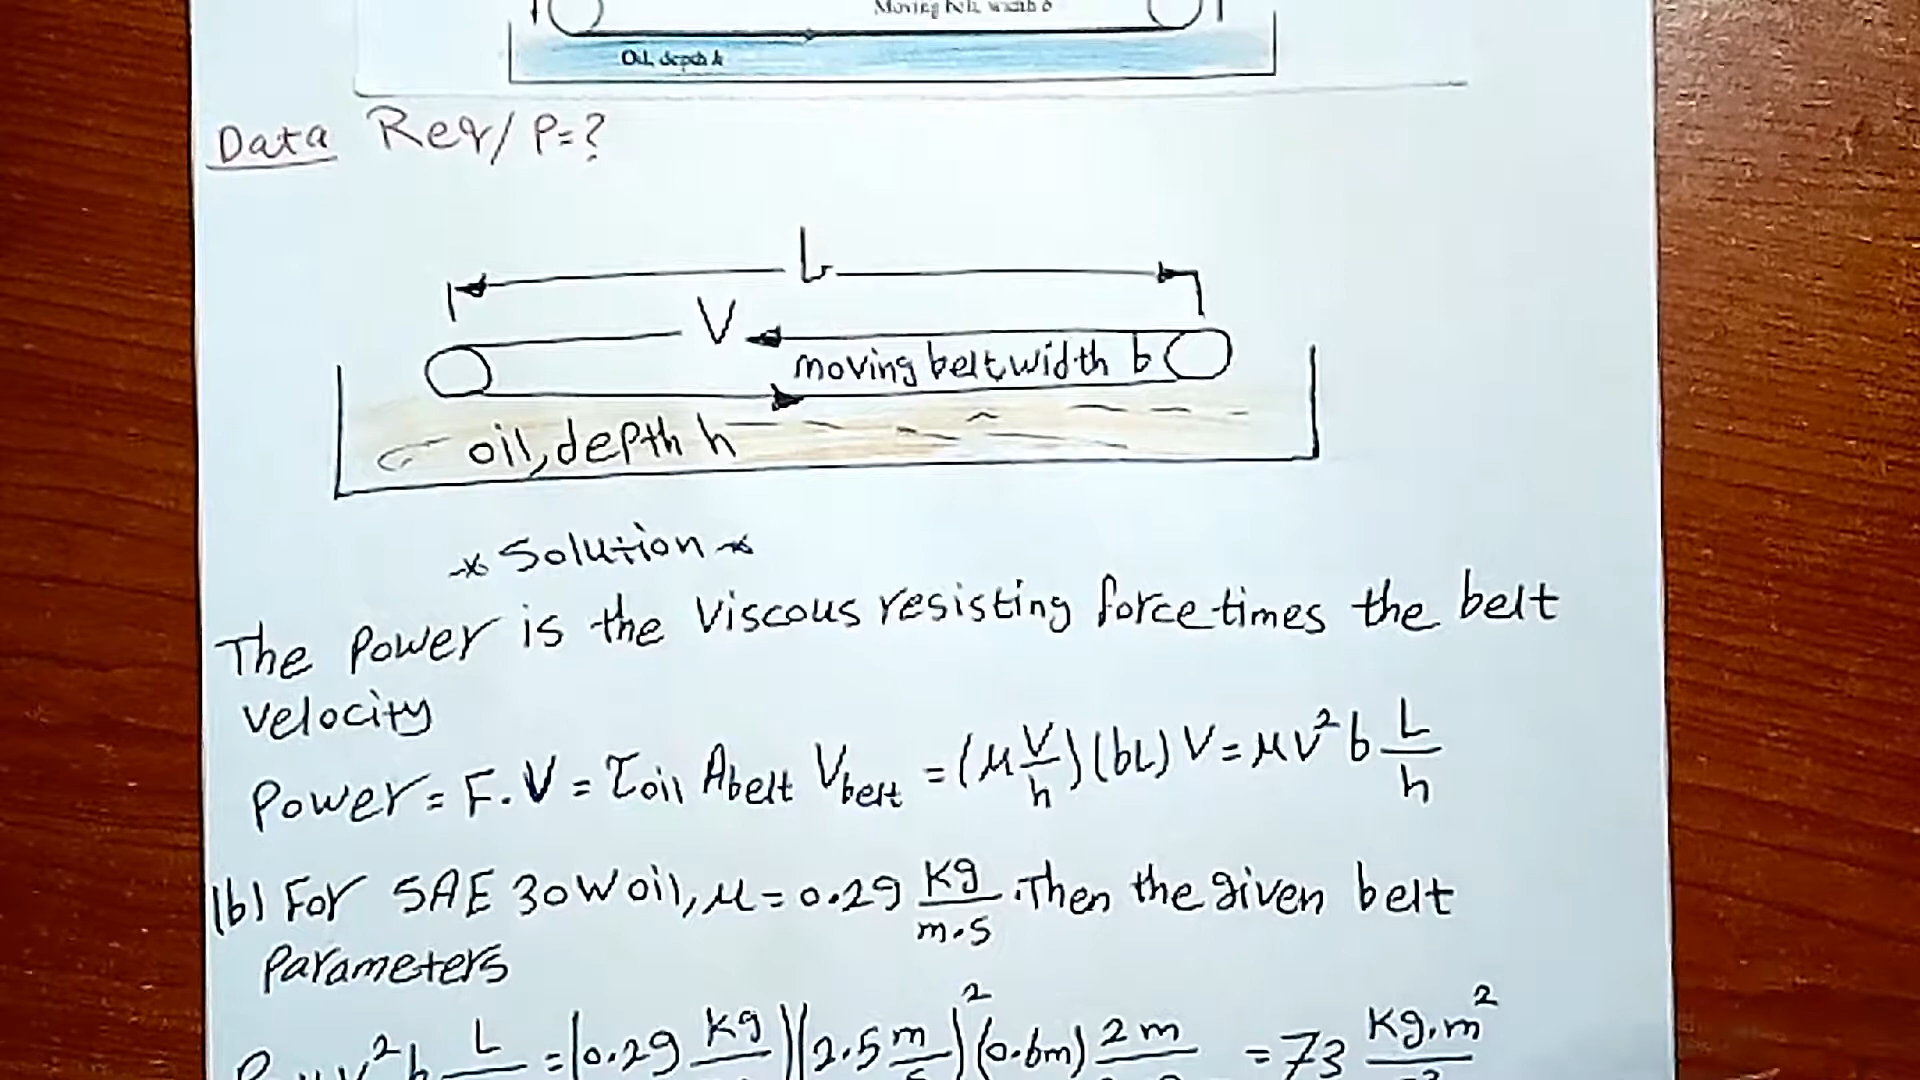 Moving belt, width b
Oil, depth h
Data Req/ P=?
L
V
moving belt, width b
oil, depth h
* Solution *
The Power is the Viscous resisting force times the belt
velocity
Power = F.V = τoil Abelt Vbelt = (μ V/h)(bL) V = μV² b L/h
(b) For SAE 30W oil, μ = 0.29 Kg/m.s .Then the given belt
Parameters
= (0.29 Kg (2.5 m )² (0.6m) 2m = 73 Kg.m²